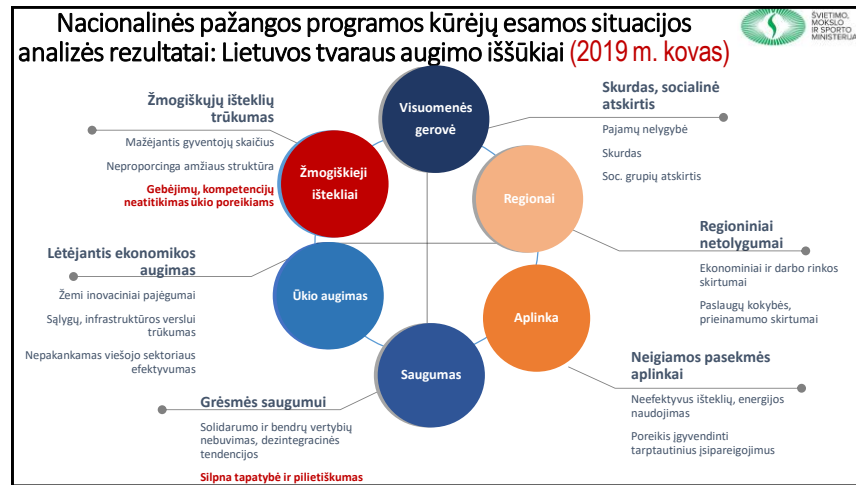 Nacionalinės pažangos programos kūrėjų esamos situacijos
analizės rezultatai: Lietuvos tvaraus augimo iššūkiai (2019 m. kovas)
ŠVIETIMO,
MOKSLO
IR SPORTO
MINISTERIJA
Žmogiškųjų išteklių
trūkumas
Mažėjantis gyventojų skaičius
Neproporcinga amžiaus struktūra
Gebėjimų, kompetencijų
neatitikimas ūkio poreikiams
Visuomenės
gerovė
Skurdas, socialinė
atskirtis
Pajamų nelygybė
Skurdas
Soc. grupių atskirtis
Žmogiškieji
ištekliai
Regionai
Regioniniai
netolygumai
Ekonominiai ir darbo rinkos
skirtumai
Paslaugų kokybės,
prieinamumo skirtumai
Lėtėjantis ekonomikos
augimas
Žemi inovaciniai pajėgumai
Sąlygų, infrastruktūros verslui
trūkumas
Nepakankamas viešojo sektoriaus
efektyvumas
Ūkio augimas
Aplinka
Neigiamos pasekmės
aplinkai
Neefektyvus išteklių, energijos
naudojimas
Poreikis įgyvendinti
tarptautinius įsipareigojimus
Saugumas
Grėsmės saugumui
Solidarumo ir bendrų vertybių
nebuvimas, dezintegracinės
tendencijos
Silpna tapatybė ir pilietiškumas